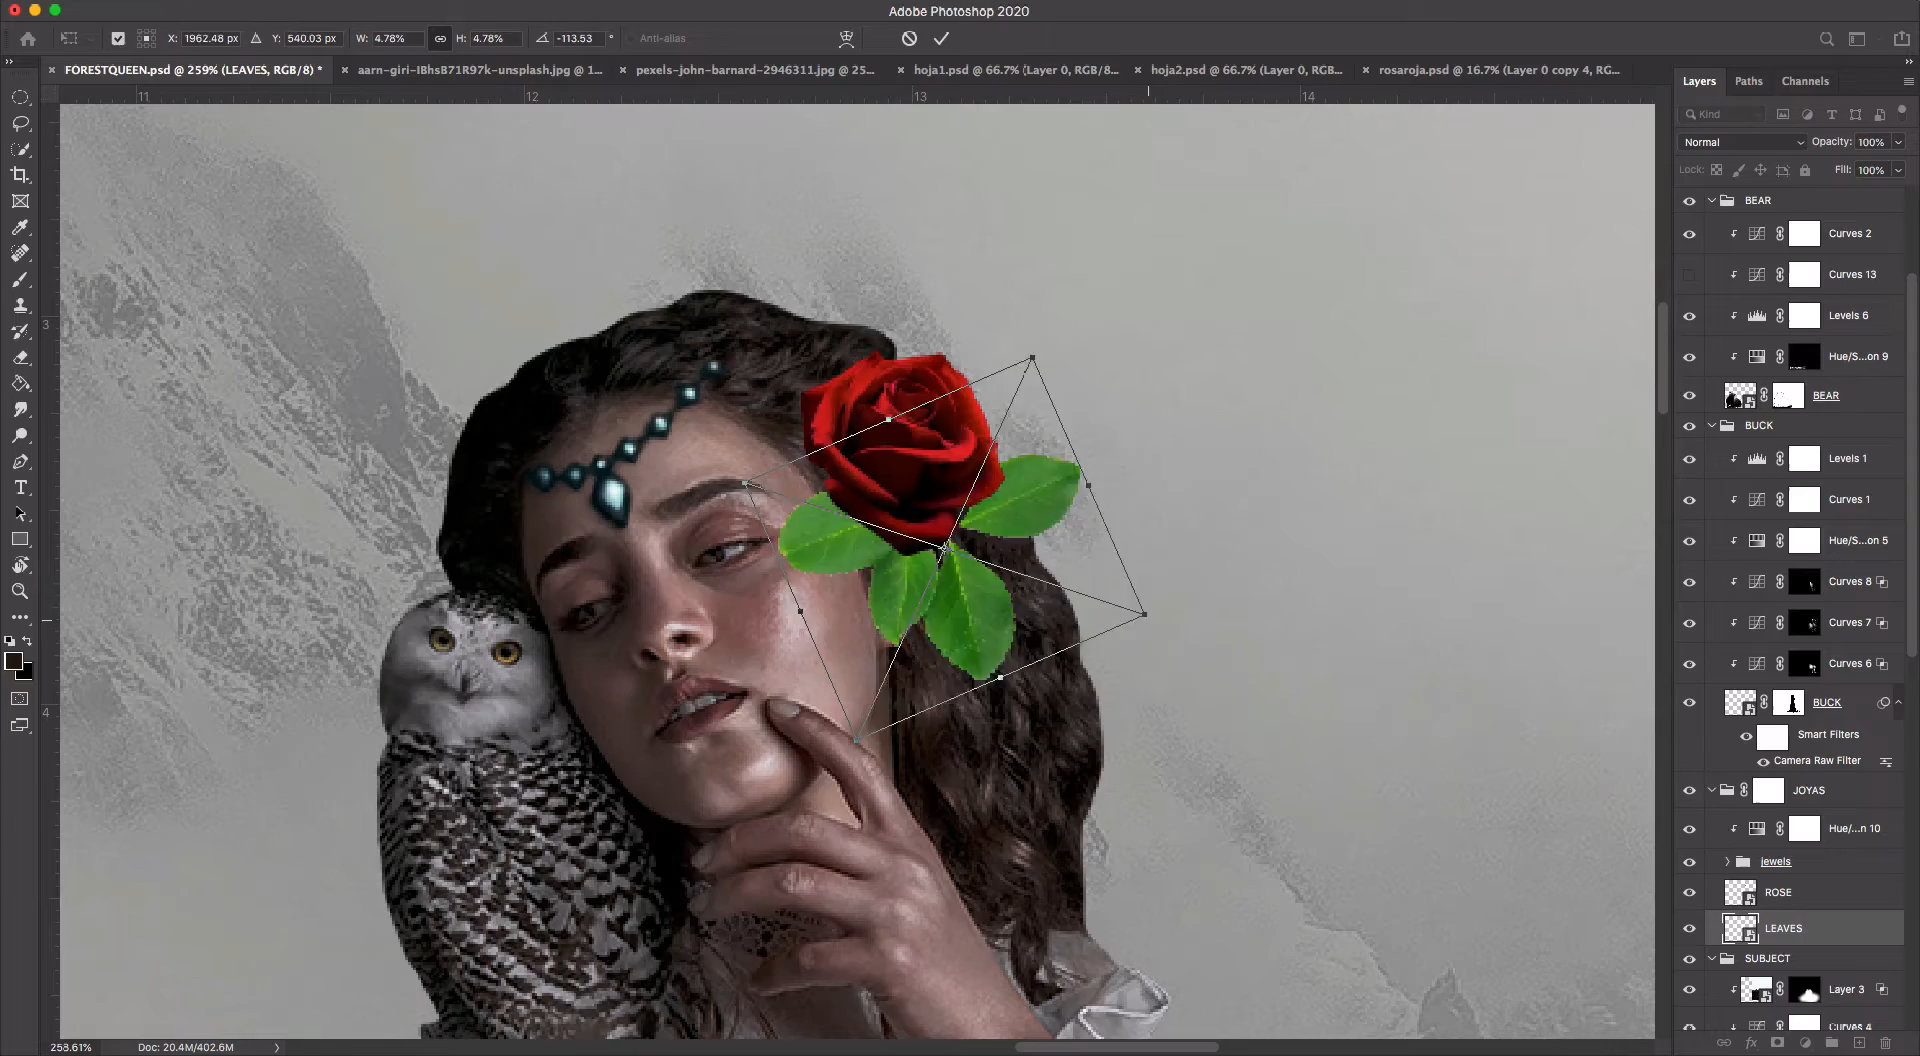 Adobe Photoshop 2020
X: 1962.48 px Y: 540.03 px W: 4.78% H: 4.78% -113.53 ° Anti-alias
FORESTQUEEN.psd @ 259% (LEAVES, RGB/8) * aarn-giri-IBhsB71R97k-unsplash.jpg @ 1... pexels-john-barnard-2946311.jpg @ 25... hoja1.psd @ 66.7% (Layer 0, RGB/8... hoja2.psd @ 66.7% (Layer 0, RGB... rosaroja.psd @ 16.7% (Layer 0 copy 4, RG...
11 12 13 14
3
4
Layers Paths Channels
Kind
Normal Opacity: 100%
Lock: Fill: 100%
BEAR
Curves 2
Curves 13
Levels 6
Hue/S...on 9
BEAR
BUCK
Levels 1
Curves 1
Hue/S...on 5
Curves 8
Curves 7
Curves 6
BUCK
Smart Filters
Camera Raw Filter
JOYAS
Hue/...n 10
jewels
ROSE
LEAVES
SUBJECT
Layer 3
Curves 4
258.61% Doc: 20.4M/402.6M